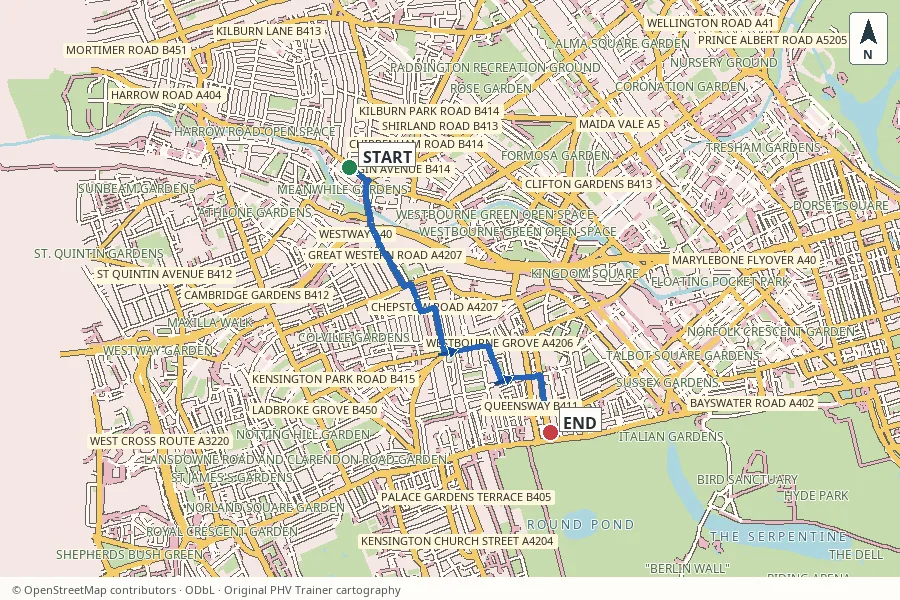 WELLINGTON ROAD A41
KILBURN LANE B413
PRINCE ALBERT ROAD A5205
ALMA SQUARE GARDEN
MORTIMER ROAD B451
N
NURSERY GROUND
PADDINGTON RECREATION GROUND
ROSE GARDEN
CORONATION GARDEN
HARROW ROAD A404
KILBURN PARK ROAD B414
SHIRLAND ROAD B413
MAIDA VALE A5
HARROW ROAD OPEN SPACE
ROAD B414
TRESHAM GARDENS
START
FORMOSA GARDEN
AVENUE B414
CLIFTON GARDENS B413
SUNBEAM GARDENS
MEANWHILE GARDENS
DORSET SQUARE
ATHLONE GARDENS
WESTBOURNE GREEN OPEN SPACE
WESTBOURNE GREEN OPEN SPACE
WESTWAY A40
ST. QUINTIN GARDENS
GREAT WESTERN ROAD A4207
MARYLEBONE FLYOVER A40
ST QUINTIN AVENUE B412
KINGDOM SQUARE
FLOATING POCKET PARK
CAMBRIDGE GARDENS B412
CHEPSTOW ROAD A4207
MAXILLA WALK
NORFOLK CRESCENT GARDEN
COLVILLE GARDENS
WESTBOURNE GROVE A4206
WESTWAY GARDEN
TALBOT SQUARE GARDENS
KENSINGTON PARK ROAD B415
SUSSEX GARDENS
LADBROKE GROVE B450
QUEENSWAY B411
BAYSWATER ROAD A402
END
NOTTING HILL GARDEN
ITALIAN GARDENS
WEST CROSS ROUTE A3220
LANSDOWNE ROAD AND CLARENDON ROAD GARDEN
ST JAMES'S GARDENS
BIRD SANCTUARY
PALACE GARDENS TERRACE B405
HYDE PARK
NORLAND SQUARE GARDEN
ROUND POND
ROYAL CRESCENT GARDEN
THE SERPENTINE
KENSINGTON CHURCH STREET A4204
SHEPHERDS BUSH GREEN
THE DELL
"BERLIN WALL"
© OpenStreetMap contributors · ODbL · Original PHV Trainer cartography